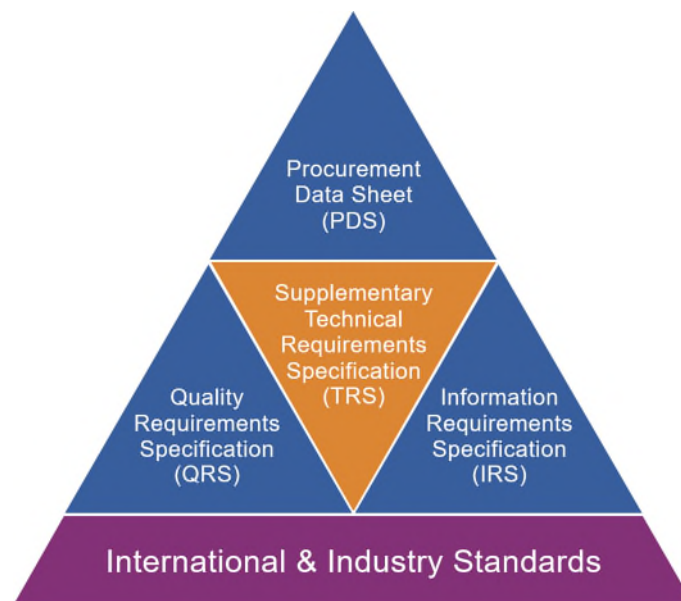 Procurement
Data Sheet
(PDS)
Supplementary
Technical
Requirements
Specification
(TRS)
Quality
Requirements
Specification
(QRS)
Information
Requirements
Specification
(IRS)
International & Industry Standards